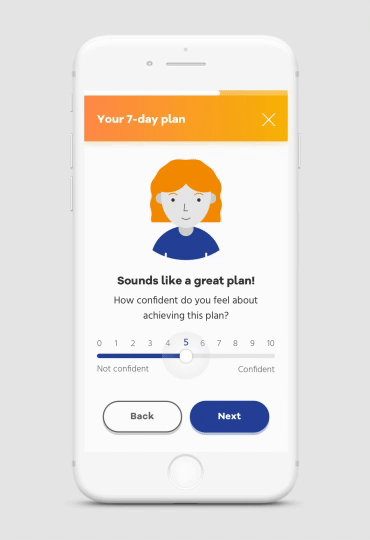 Your 7-day plan
Sounds like a great plan!
How confident do you feel about
achieving this plan?
0 1 2 3 4 5 6 7 8 9 10
Not confident Confident
Back Next